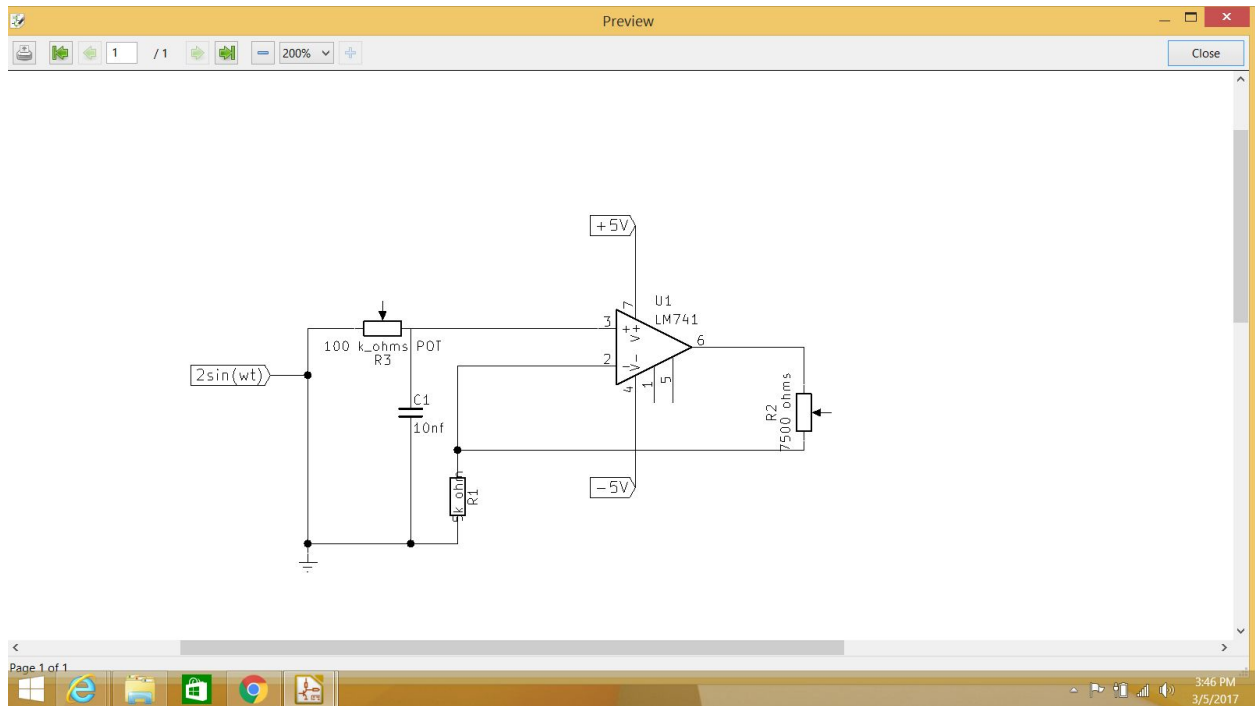 Preview
1 / 1 200% Close
+5V
7 U1
LM741
3 ++ V+ 6
100 k_ohms POT
R3
2 V-
2sin(wt)
4 1 5
C1
10nf
R2
7500 ohms
k ohm
R1
-5V
Page 1 of 1
3:46 PM
3/5/2017